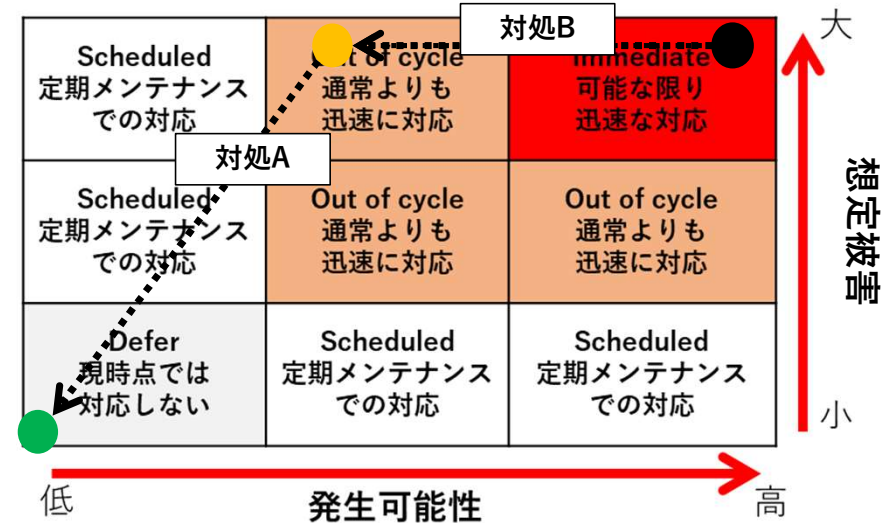 対処B
大
Scheduled
定期メンテナンス
での対応
Out of cycle
通常よりも
迅速に対応
Immediate
可能な限り
迅速な対応
対処A
Scheduled
定期メンテナンス
での対応
Out of cycle
通常よりも
迅速に対応
Out of cycle
通常よりも
迅速に対応
想定被害
Defer
現時点では
対応しない
Scheduled
定期メンテナンス
での対応
Scheduled
定期メンテナンス
での対応
小
低
発生可能性
高